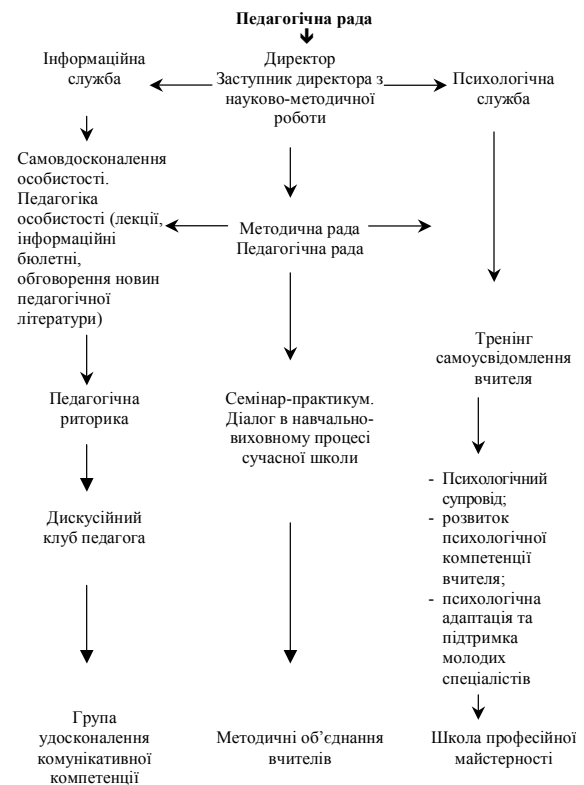 Педагогічна рада
Інформаційна
служба
Директор
Заступник директора з
науково-методичної
роботи
Психологічна
служба
Самовдосконалення
особистості.
Педагогіка
особистості (лекції,
інформаційні
бюлетні,
обговорення новин
педагогічної
літератури)
Методична рада
Педагогічна рада
Тренінг
самоусвідомлення
вчителя
Педагогічна
риторика
Семінар-практикум.
Діалог в навчально-
виховному процесі
сучасної школи
- Психологічний
супровід;
- розвиток
психологічної
компетенції
вчителя;
- психологічна
адаптація та
підтримка
молодих
спеціалістів
Дискусійний
клуб педагога
Група
удосконалення
комунікативної
компетенції
Методичні об’єднання
вчителів
Школа професійної
майстерності